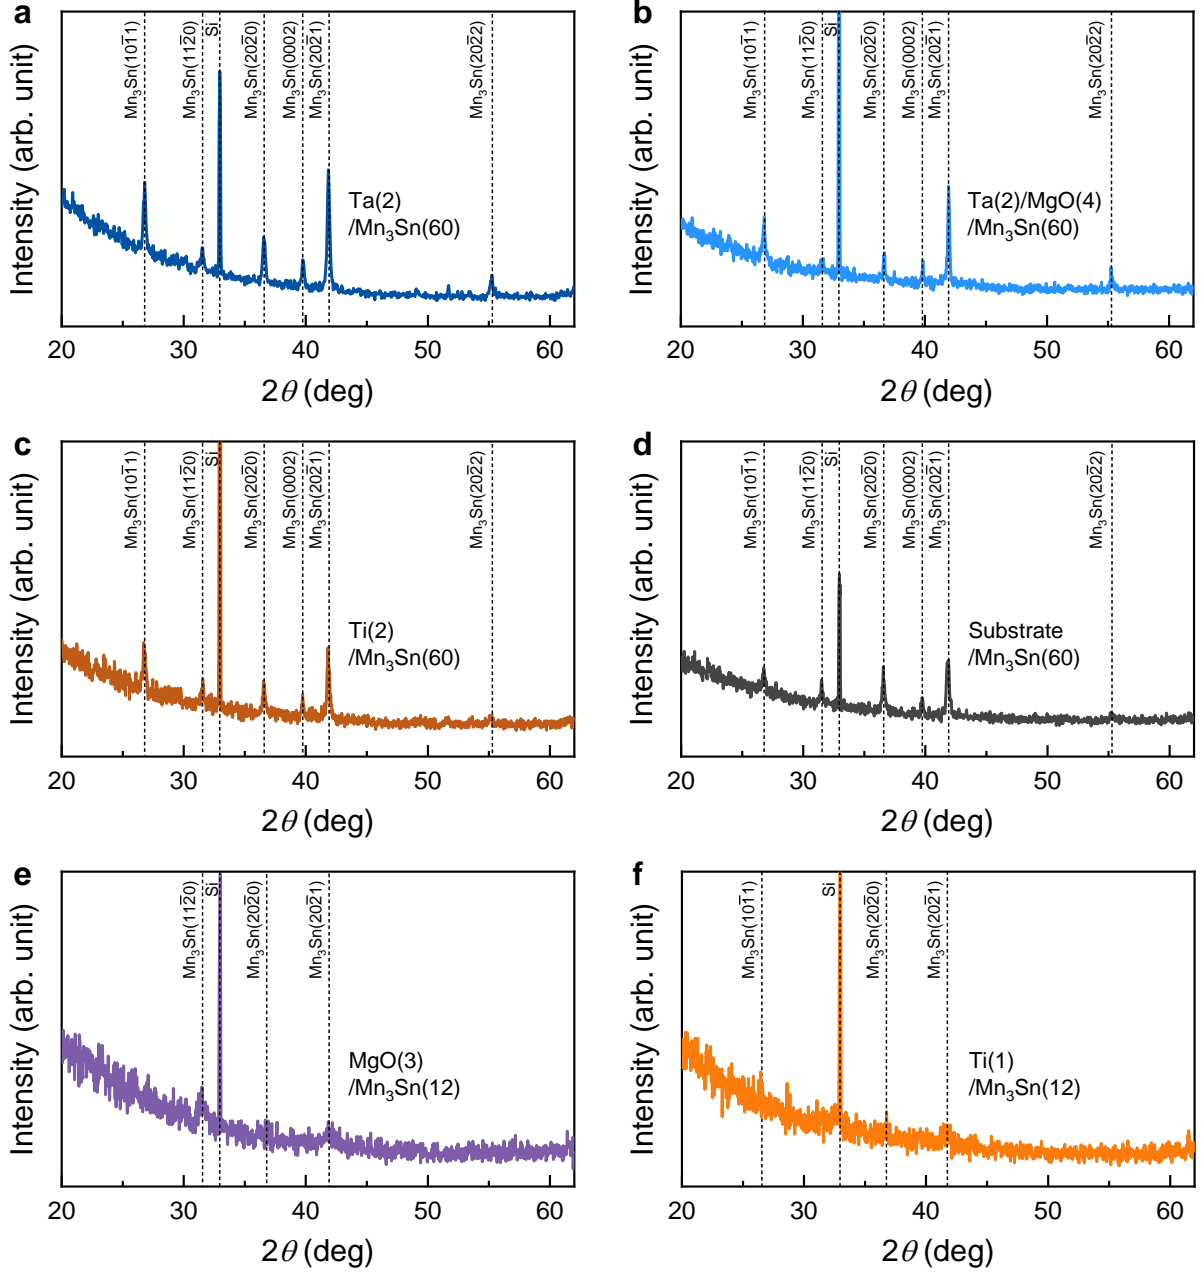 a
Intensity (arb. unit)
Mn₃Sn(101̄1)
Mn₃Sn(112̄0)
Si
Mn₃Sn(202̄0)
Mn₃Sn(0002)
Mn₃Sn(202̄1)
Mn₃Sn(202̄2)
Ta(2)
/Mn₃Sn(60)
20 30 40 50 60
2θ (deg)
b
Intensity (arb. unit)
Mn₃Sn(101̄1)
Mn₃Sn(112̄0)
Si
Mn₃Sn(202̄0)
Mn₃Sn(0002)
Mn₃Sn(202̄1)
Mn₃Sn(202̄2)
Ta(2)/MgO(4)
/Mn₃Sn(60)
20 30 40 50 60
2θ (deg)
c
Intensity (arb. unit)
Mn₃Sn(101̄1)
Mn₃Sn(112̄0)
Si
Mn₃Sn(202̄0)
Mn₃Sn(0002)
Mn₃Sn(202̄1)
Mn₃Sn(202̄2)
Ti(2)
/Mn₃Sn(60)
20 30 40 50 60
2θ (deg)
d
Intensity (arb. unit)
Mn₃Sn(101̄1)
Mn₃Sn(112̄0)
Si
Mn₃Sn(202̄0)
Mn₃Sn(0002)
Mn₃Sn(202̄1)
Mn₃Sn(202̄2)
Substrate
/Mn₃Sn(60)
20 30 40 50 60
2θ (deg)
e
Intensity (arb. unit)
Mn₃Sn(112̄0)
Si
Mn₃Sn(202̄0)
Mn₃Sn(202̄1)
MgO(3)
/Mn₃Sn(12)
20 30 40 50 60
2θ (deg)
f
Intensity (arb. unit)
Mn₃Sn(101̄1)
Si
Mn₃Sn(202̄0)
Mn₃Sn(202̄1)
Ti(1)
/Mn₃Sn(12)
20 30 40 50 60
2θ (deg)